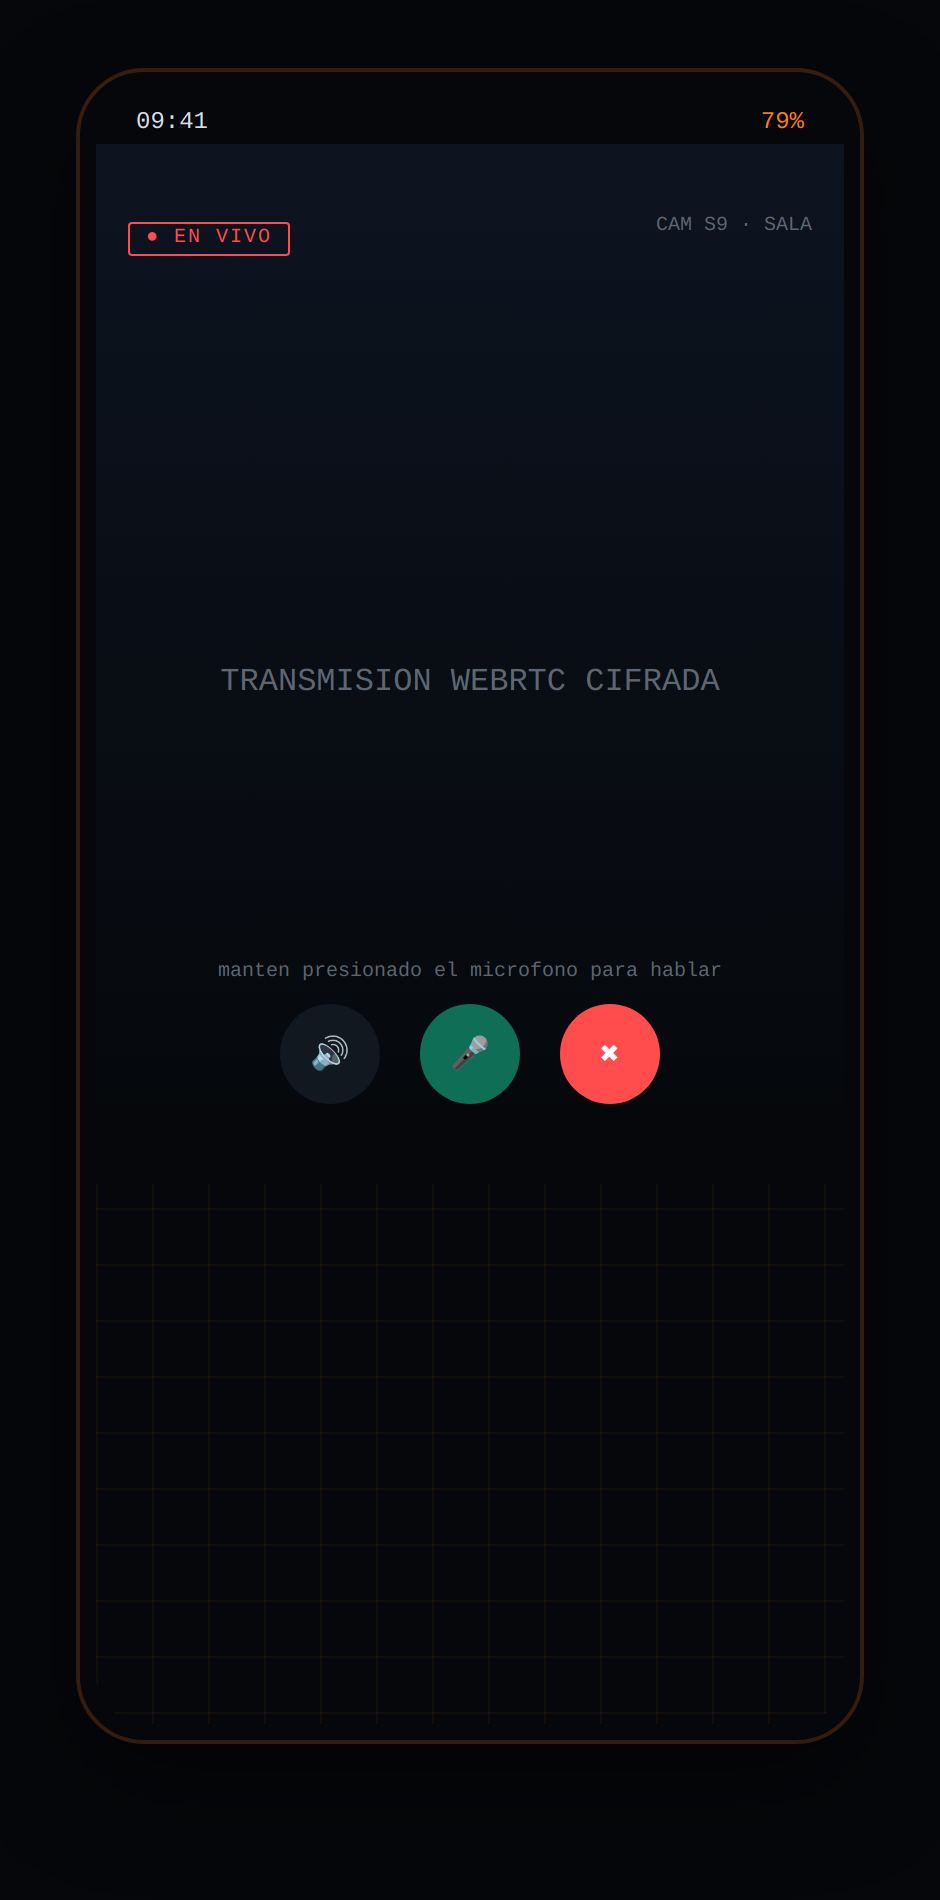 09:41 79%
CAM S9 · SALA
● EN VIVO
TRANSMISION WEBRTC CIFRADA
manten presionado el microfono para hablar